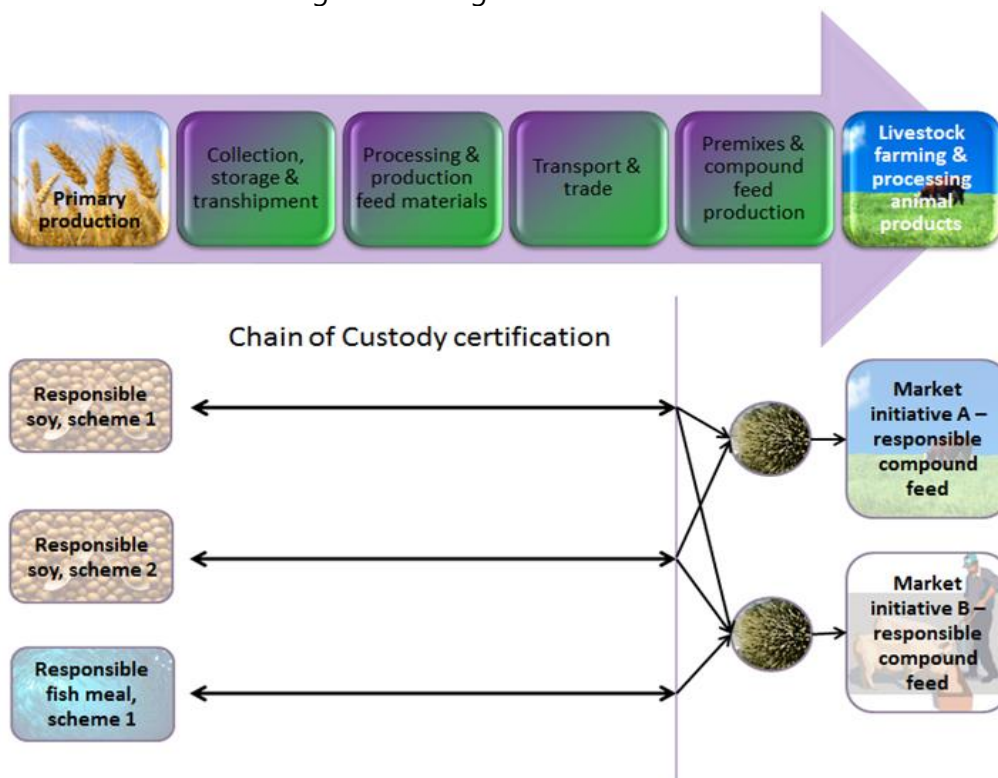 Primary
production
Collection,
storage &
transhipment
Processing &
production
feed materials
Transport &
trade
Premixes &
compound
feed
production
Livestock
farming &
processing
animal
products
Chain of Custody certification
Responsible
soy, scheme 1
Market
initiative A –
responsible
compound
feed
Responsible
soy, scheme 2
Market
initiative B –
responsible
compound
feed
Responsible
fish meal,
scheme 1